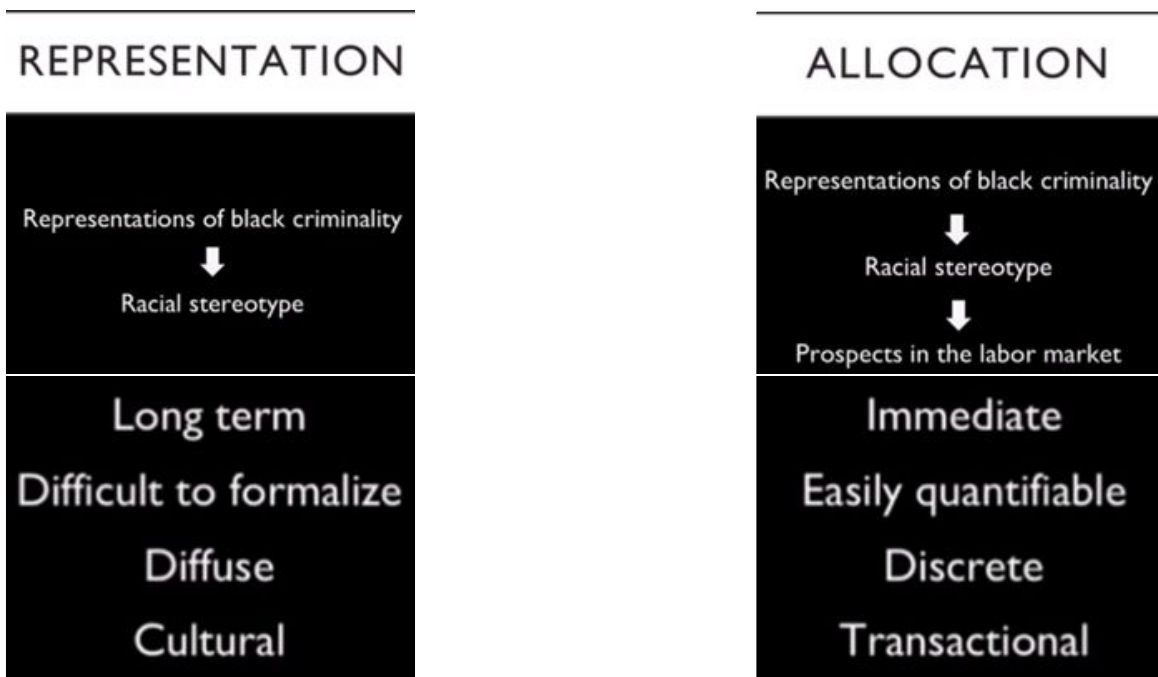 REPRESENTATION
Representations of black criminality
Racial stereotype
Long term
Difficult to formalize
Diffuse
Cultural
ALLOCATION
Representations of black criminality
Racial stereotype
Prospects in the labor market
Immediate
Easily quantifiable
Discrete
Transactional